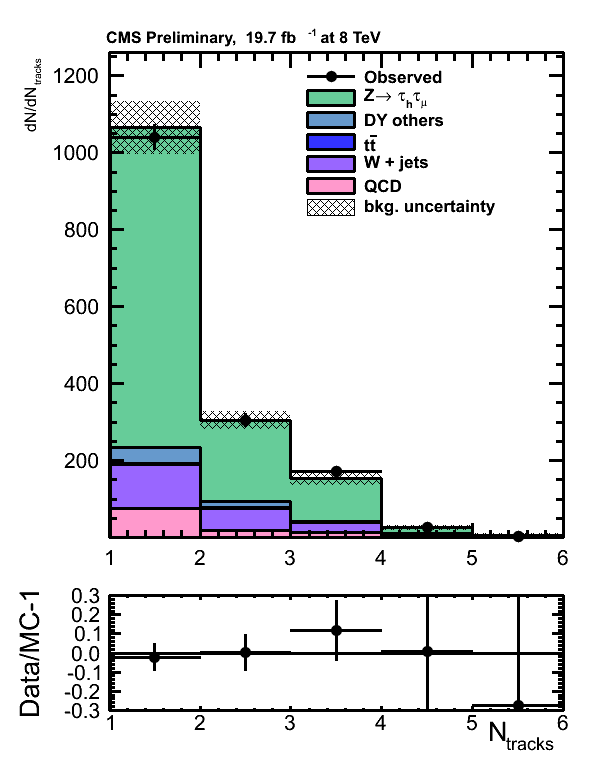 CMS Preliminary, 19.7 fb ⁻¹ at 8 TeV
dN/dN_tracks
1200
1000
800
600
400
200
Observed
Z→ τ_h τ_μ
DY others
tt̄
W + jets
QCD
bkg. uncertainty
1 2 3 4 5 6
Data/MC-1
0.3
0.2
0.1
0.0
-0.1
-0.2
-0.3
1 2 3 4 5 6
N_tracks